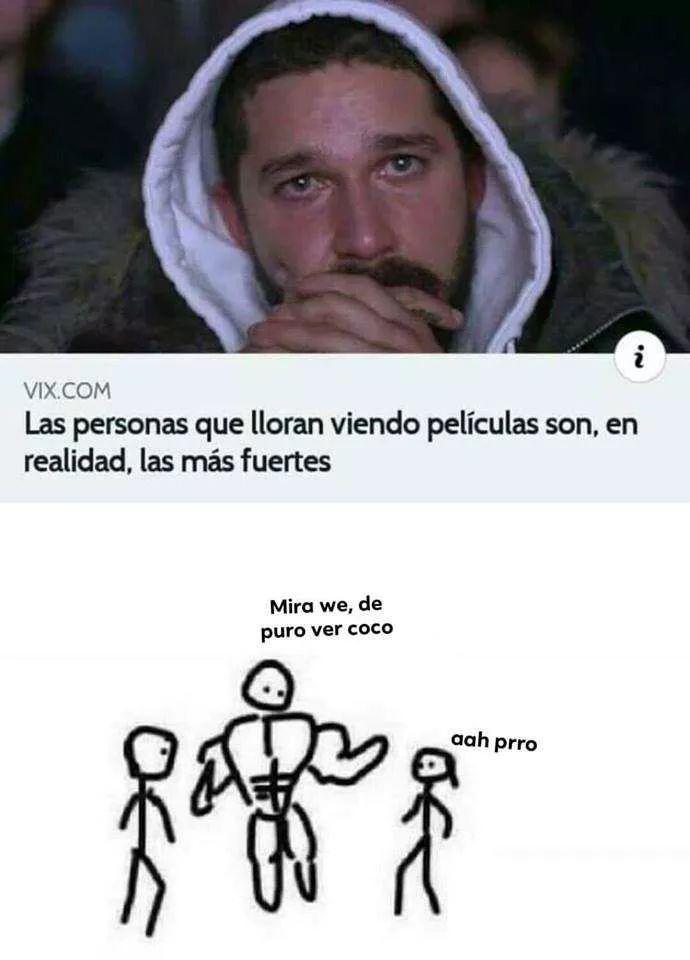 i
VIX.COM
Las personas que lloran viendo películas son, en
realidad, las más fuertes
Mira we, de
puro ver coco
aah prro